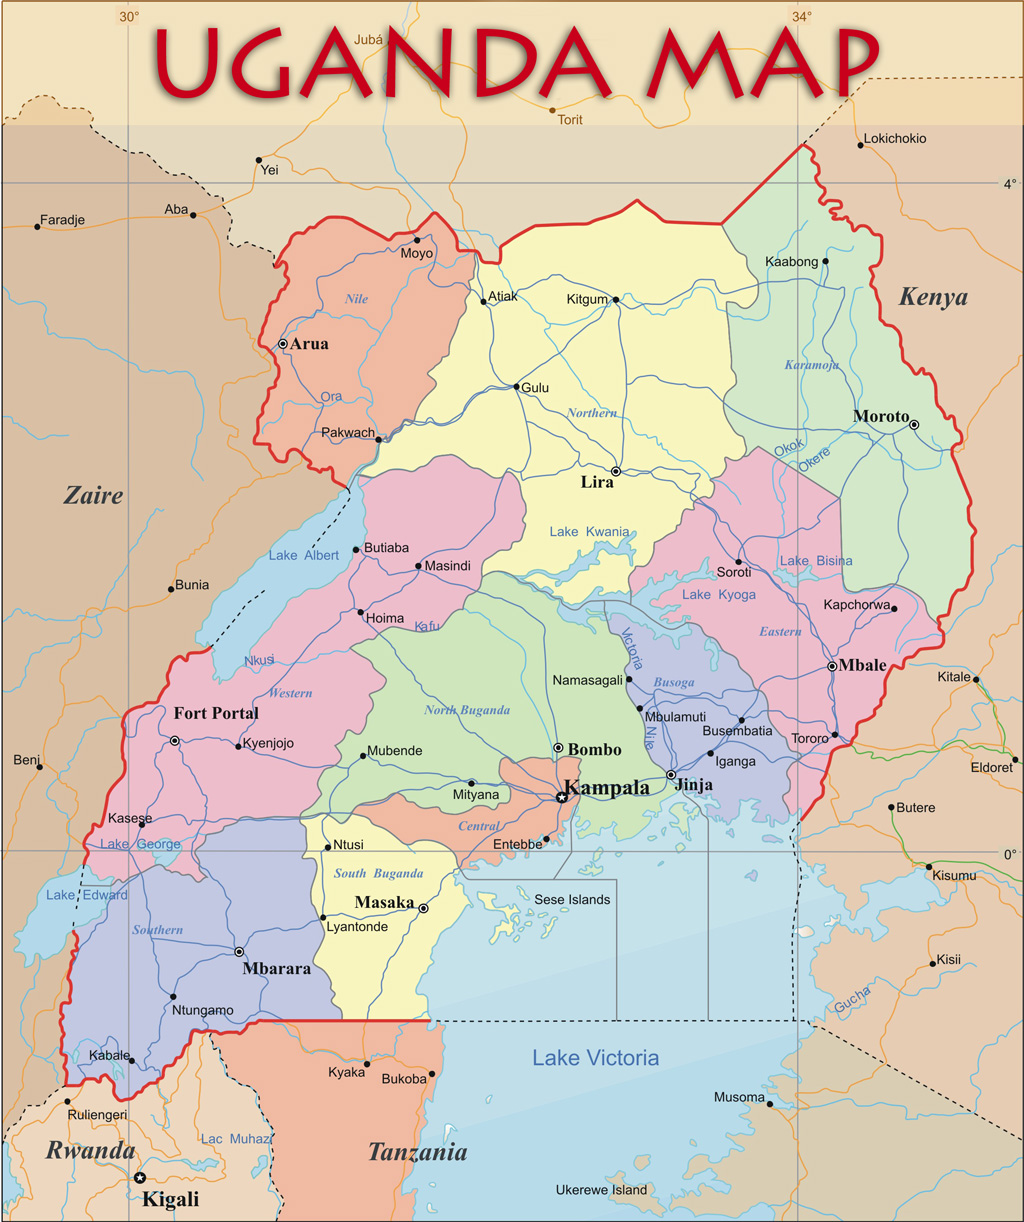 30°
34°
Jubá
UGANDA MAP
Torit
Lokichokio
Yei
4°
Aba
Faradje
Moyo
Kaabong
Nile
Atiak
Kitgum
Kenya
Arua
Karamoja
Ora
Gulu
Northern
Moroto
Pakwach
Okok
Okere
Lira
Zaire
Lake Kwania
Lake Albert
Butiaba
Masindi
Soroti
Lake Bisina
Bunia
Lake Kyoga
Kapchorwa
Hoima
Kafu
Eastern
Victoria
Nkusi
Mbale
Western
Namasagali
Busoga
Kitale
Fort Portal
North Buganda
Mbulamuti
Busembatia
Nile
Kyenjojo
Mubende
Bombo
Tororo
Beni
Iganga
Eldoret
Mityana
Kampala
Jinja
Butere
Kasese
Central
Lake George
Ntusi
Entebbe
0°
South Buganda
Kisumu
Lake Edward
Masaka
Sese Islands
Southern
Lyantonde
Mbarara
Kisii
Ntungamo
Gucha
Kabale
Lake Victoria
Kyaka
Bukoba
Musoma
Ruliengeri
Rwanda
Lac Muhazi
Tanzania
Kigali
Ukerewe Island